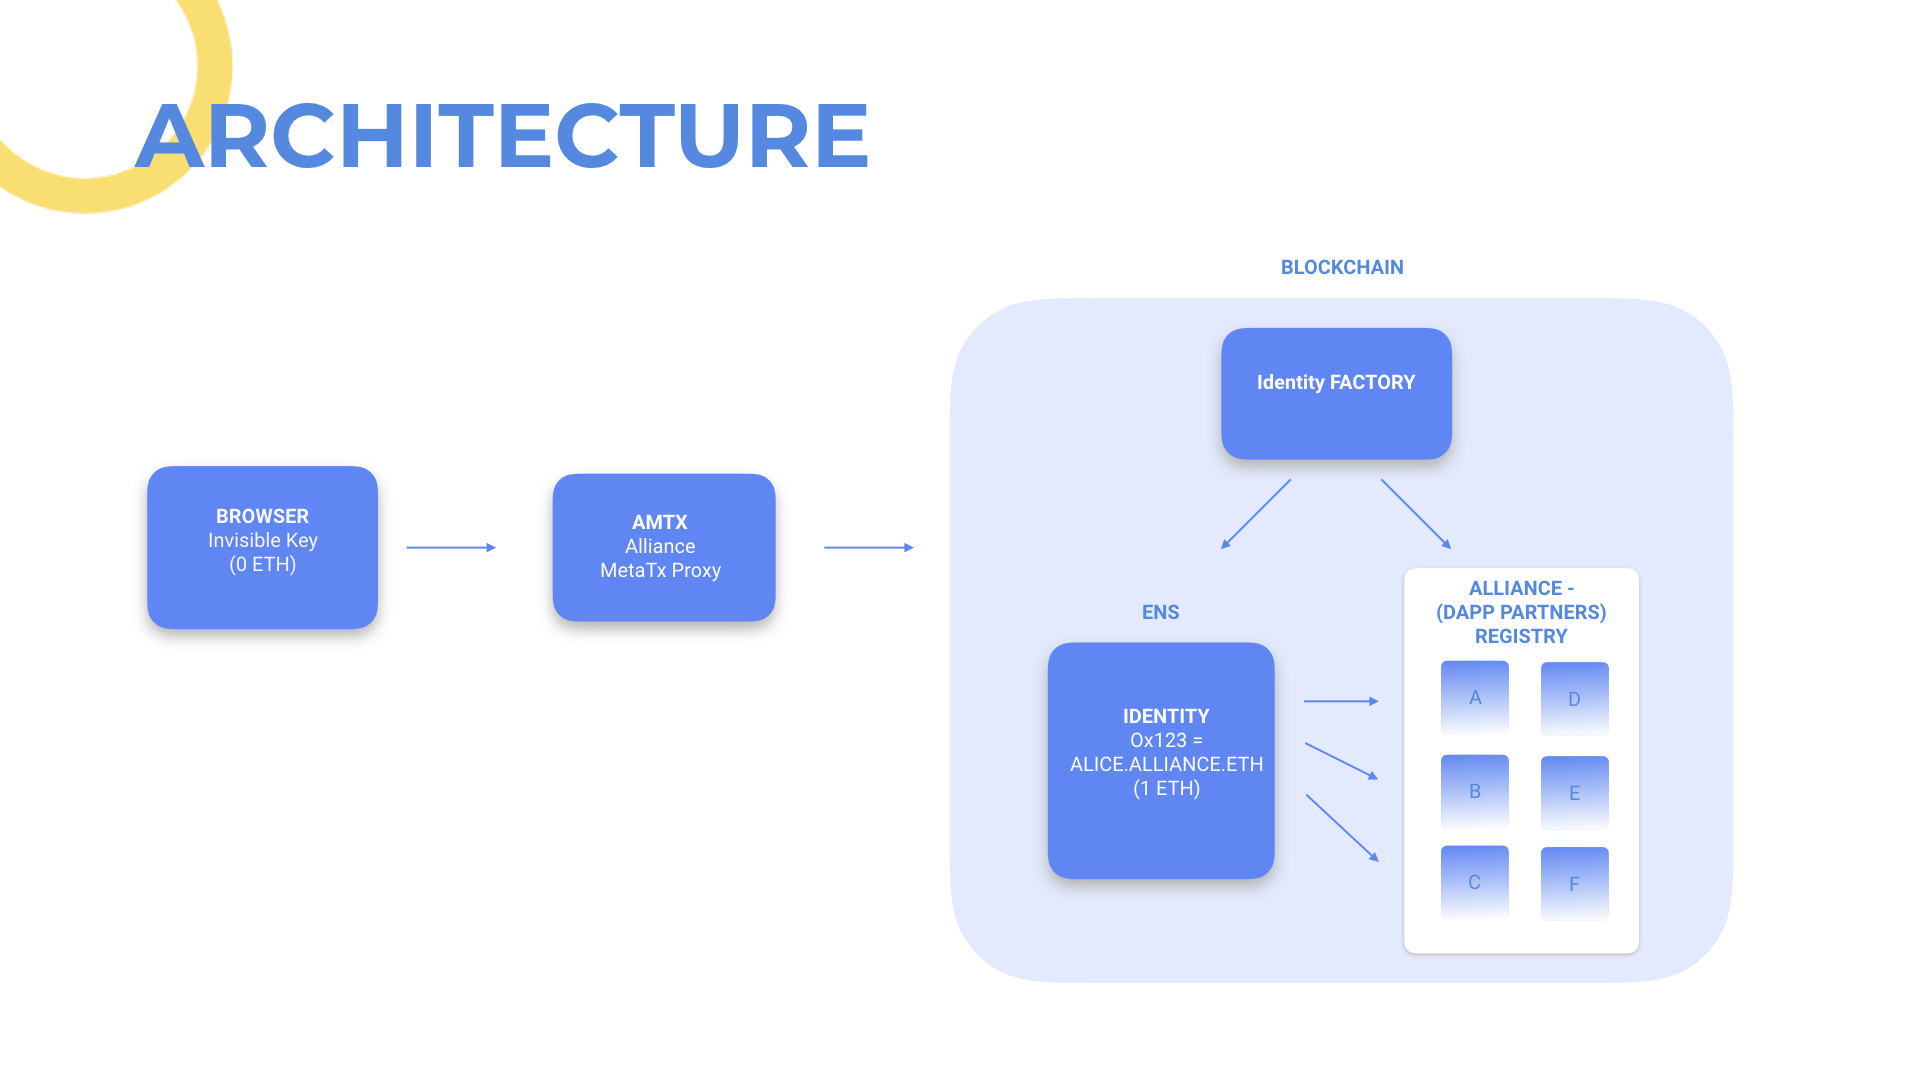 ARCHITECTURE
BLOCKCHAIN
Identity FACTORY
BROWSER
Invisible Key
(0 ETH)
AMTX
Alliance
MetaTx Proxy
ENS
IDENTITY
0x123 =
ALICE.ALLIANCE.ETH
(1 ETH)
ALLIANCE -
(DAPP PARTNERS)
REGISTRY
A
D
B
E
C
F